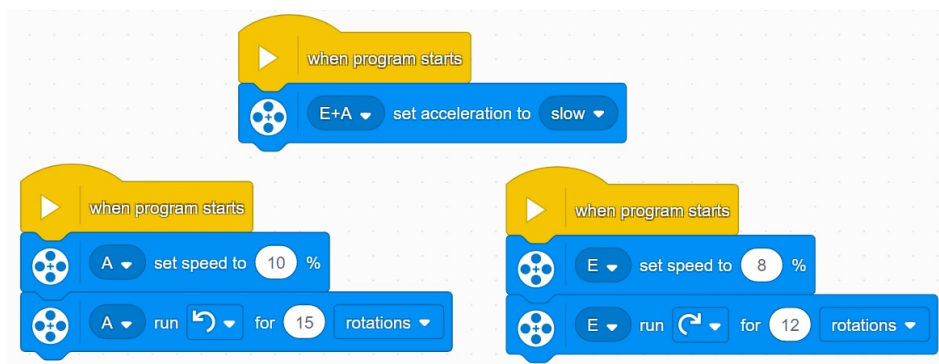 when program starts
E+A set acceleration to slow
when program starts
A set speed to 10 %
A run for 15 rotations
when program starts
E set speed to 8 %
E run for 12 rotations